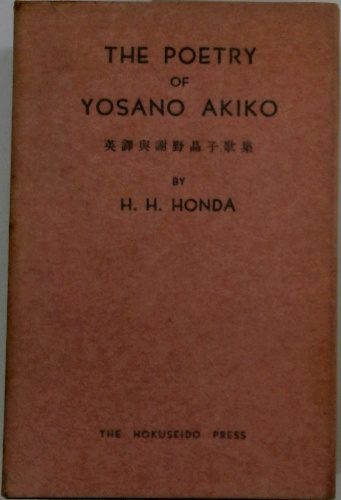 THE POETRY
OF
YOSANO AKIKO
英譯與謝野晶子歌集
BY
H. H. HONDA
THE HOKUSEIDO PRESS